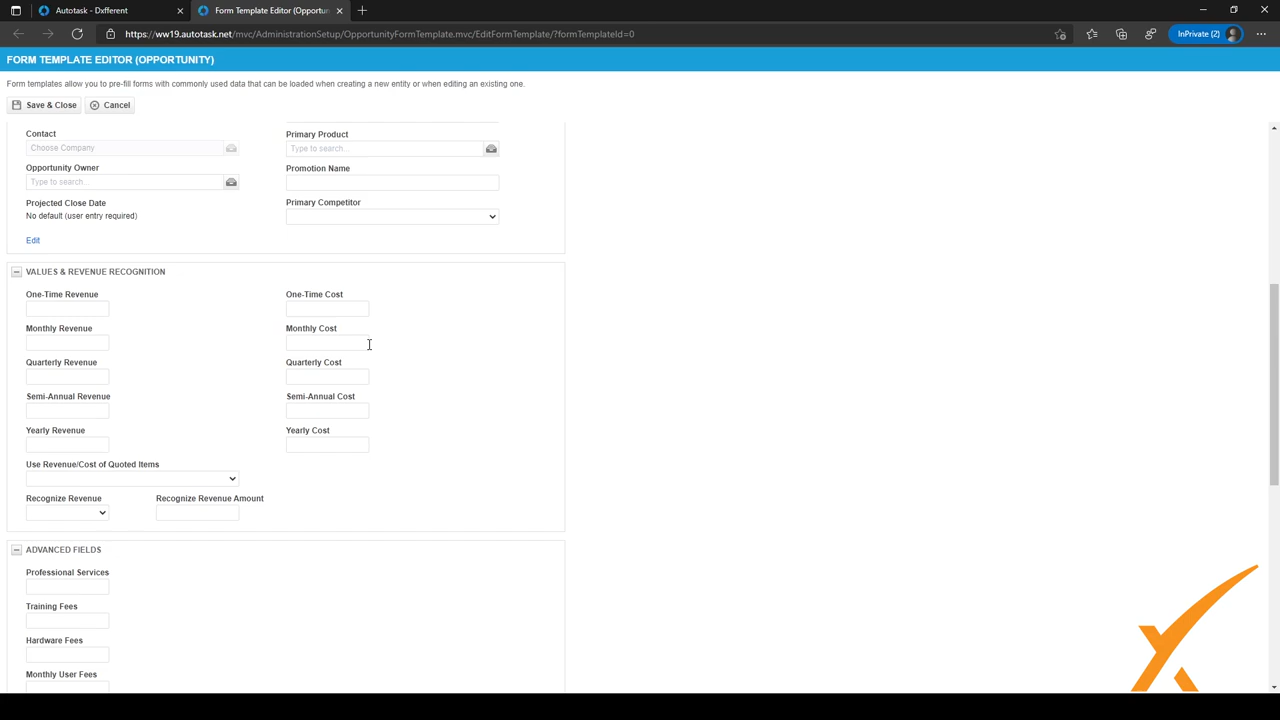 Autotask - Dxfferent
Form Template Editor (Opportuni
https://ww19.autotask.net/mvc/AdministrationSetup/OpportunityFormTemplate.mvc/EditFormTemplate/?formTemplateId=0
InPrivate (2)
FORM TEMPLATE EDITOR (OPPORTUNITY)
Form templates allow you to pre-fill forms with commonly used data that can be loaded when creating a new entity or when editing an existing one.
Save & Close Cancel
Contact
Choose Company
Primary Product
Type to search...
Opportunity Owner
Type to search...
Promotion Name
Projected Close Date
No default (user entry required)
Primary Competitor
Edit
VALUES & REVENUE RECOGNITION
One-Time Revenue One-Time Cost
Monthly Revenue Monthly Cost
Quarterly Revenue Quarterly Cost
Semi-Annual Revenue Semi-Annual Cost
Yearly Revenue Yearly Cost
Use Revenue/Cost of Quoted Items
Recognize Revenue Recognize Revenue Amount
ADVANCED FIELDS
Professional Services
Training Fees
Hardware Fees
Monthly User Fees